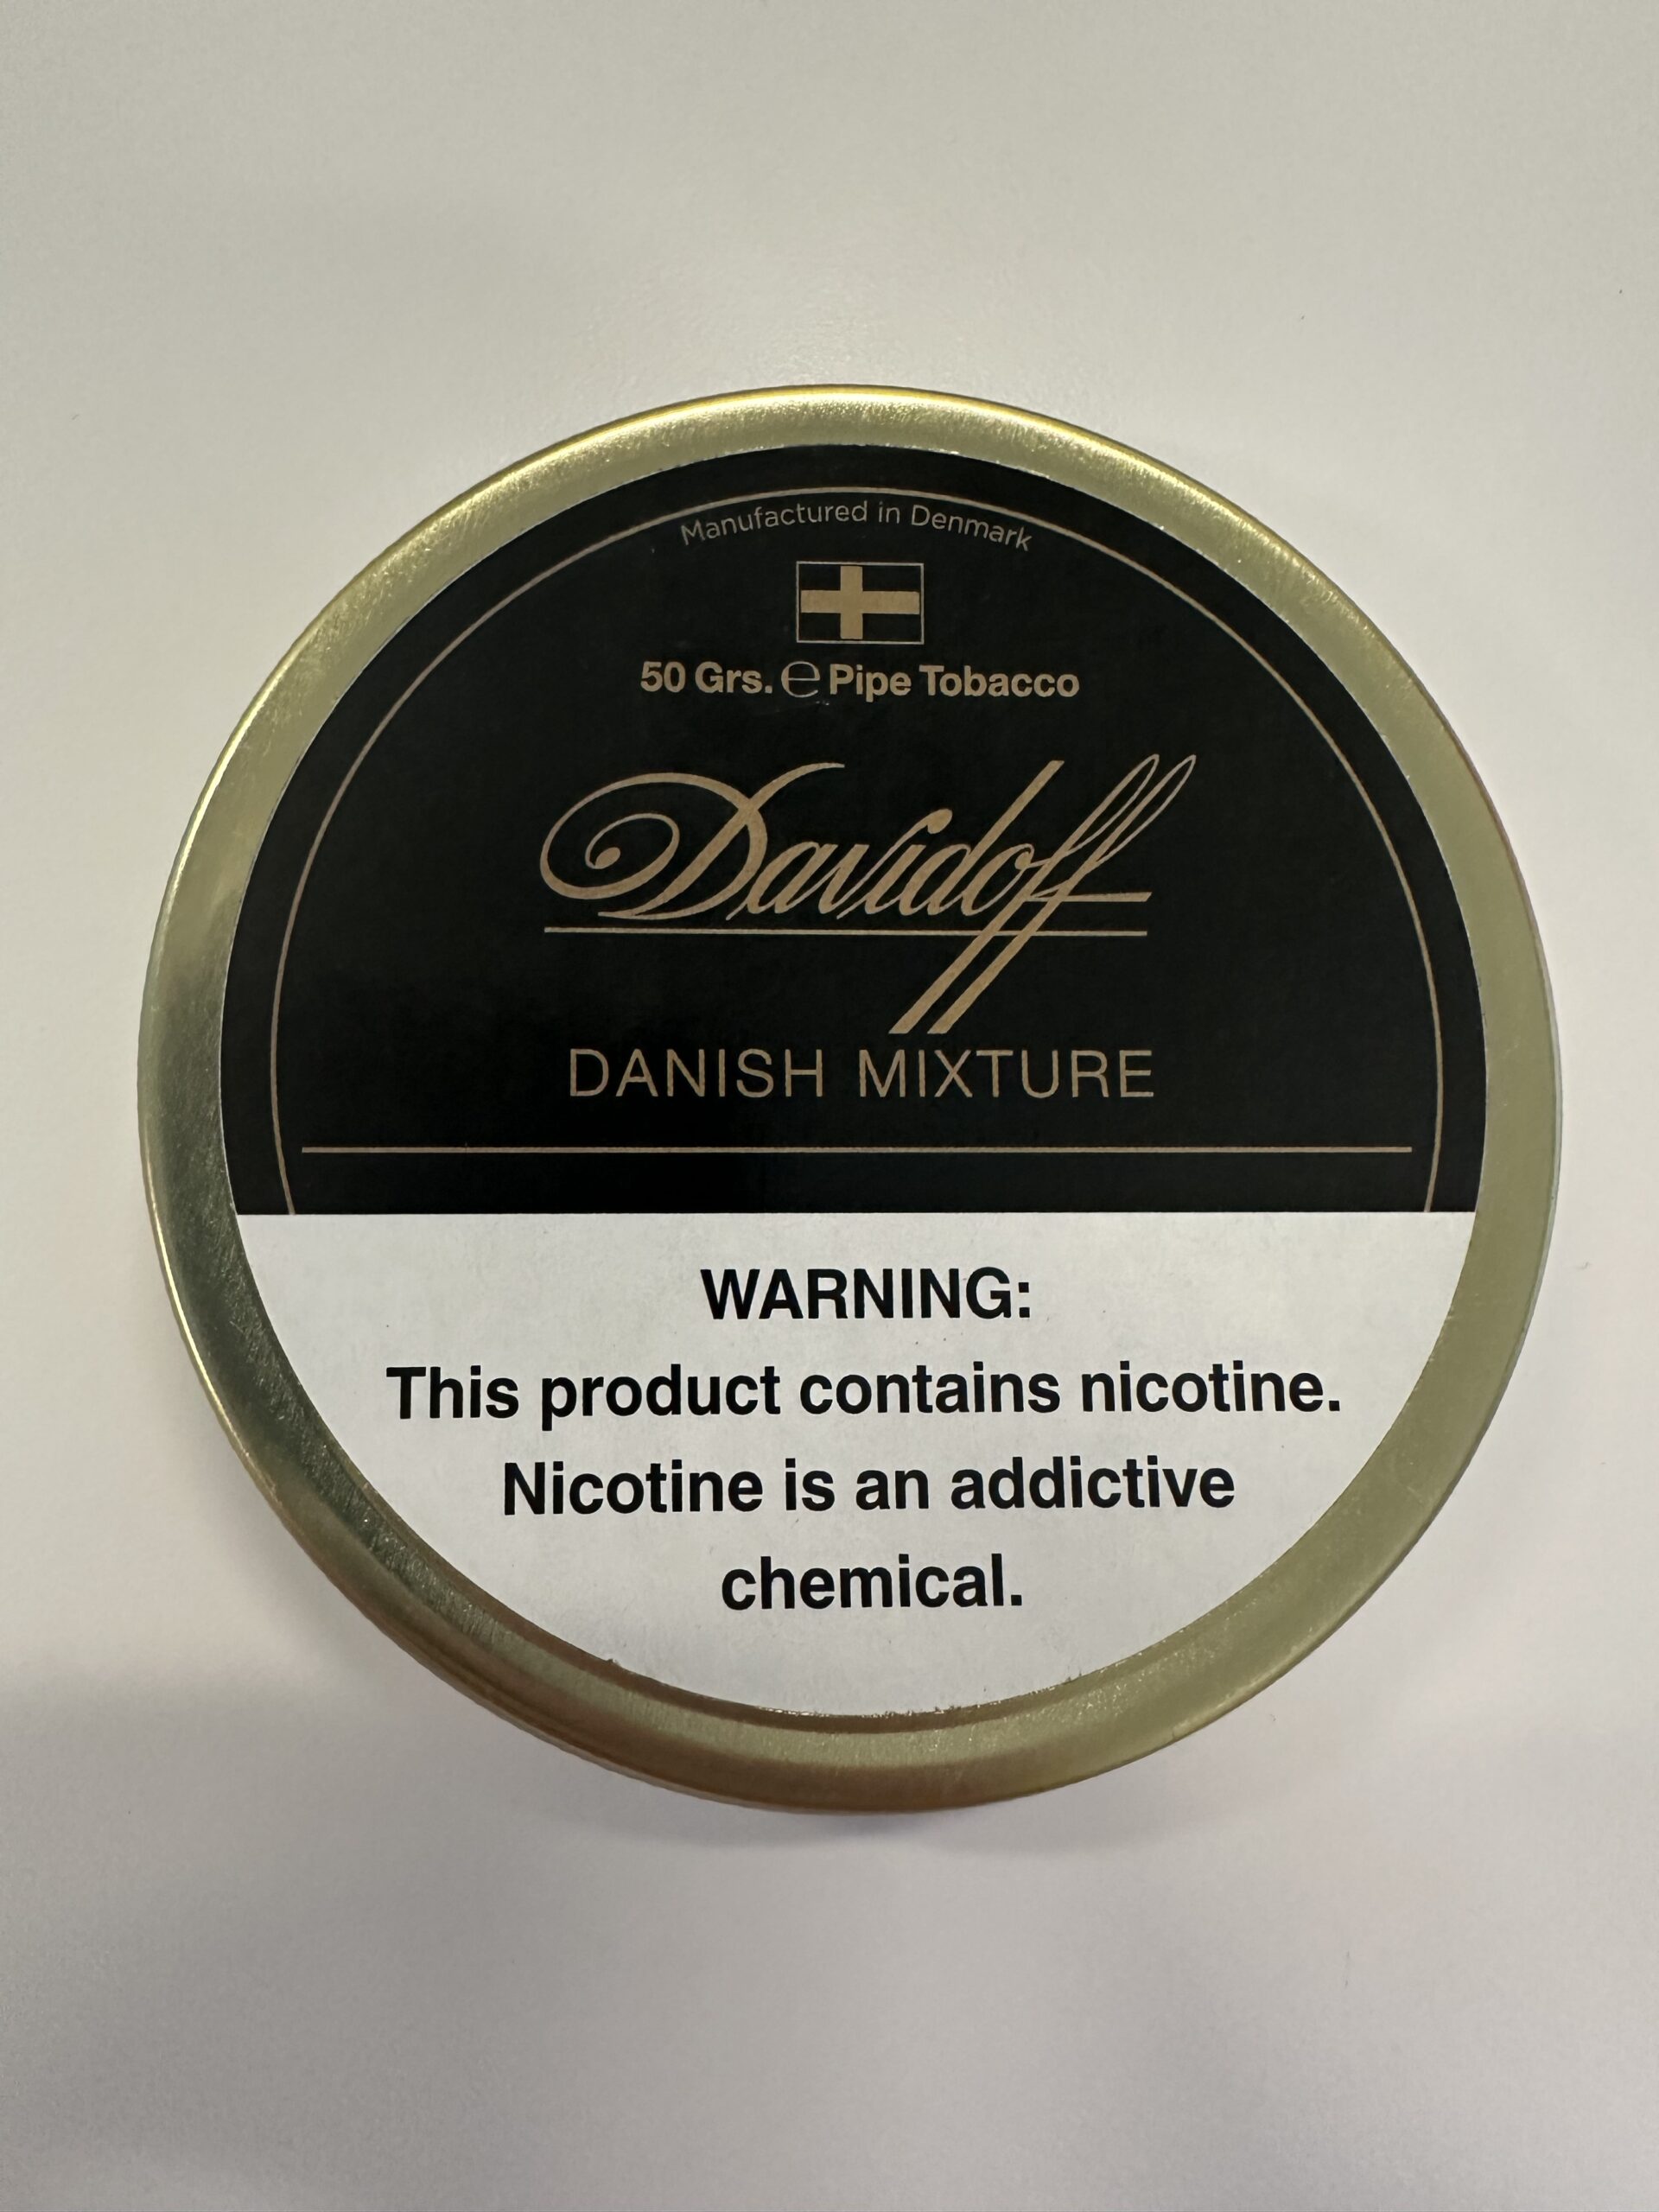 Manufactured in Denmark
50 Grs. ℮ Pipe Tobacco
Davidoff
DANISH MIXTURE
WARNING:
This product contains nicotine.
Nicotine is an addictive
chemical.